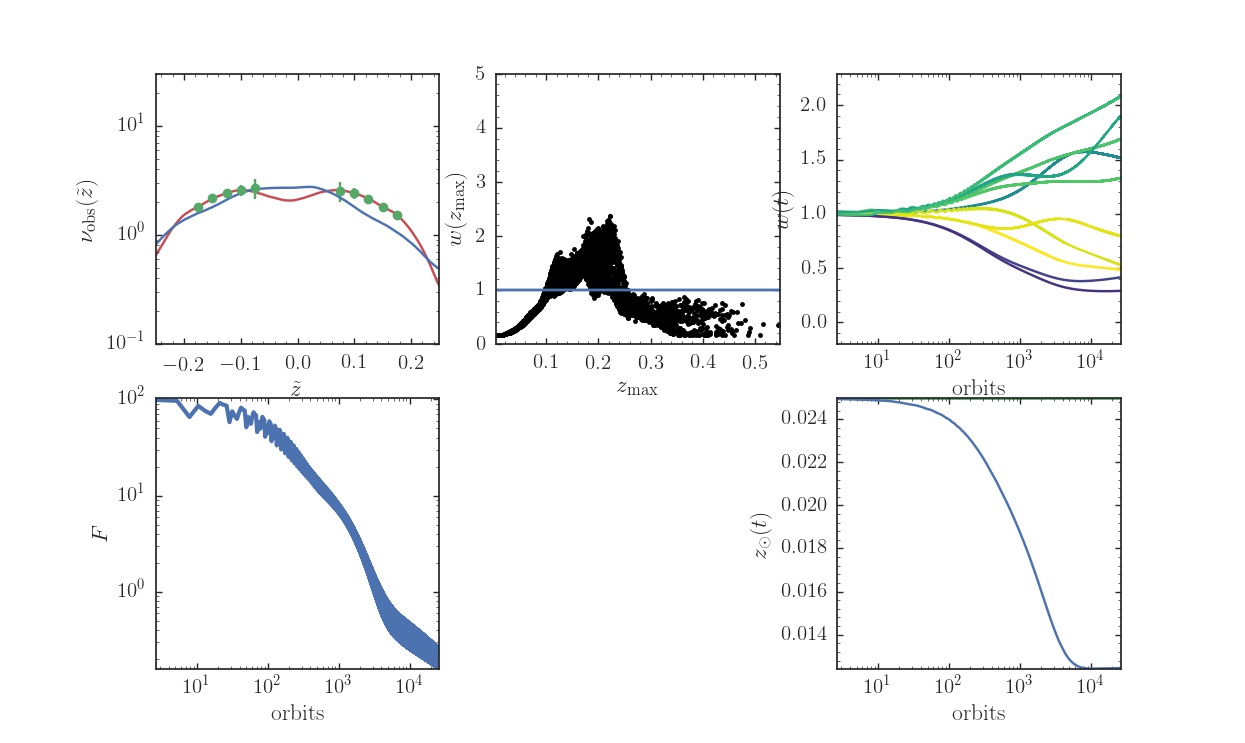 10¹
10⁰
10⁻¹
ν_obs(z̃)
−0.2 −0.1 0.0 0.1 0.2
z̃
5
4
3
2
1
0
w(z_max)
0.1 0.2 0.3 0.4 0.5
z_max
2.0
1.5
1.0
0.5
0.0
w(t)
10¹ 10² 10³ 10⁴
orbits
10²
10¹
10⁰
F
10¹ 10² 10³ 10⁴
orbits
0.024
0.022
0.020
0.018
0.016
0.014
z_⊙(t)
10¹ 10² 10³ 10⁴
orbits